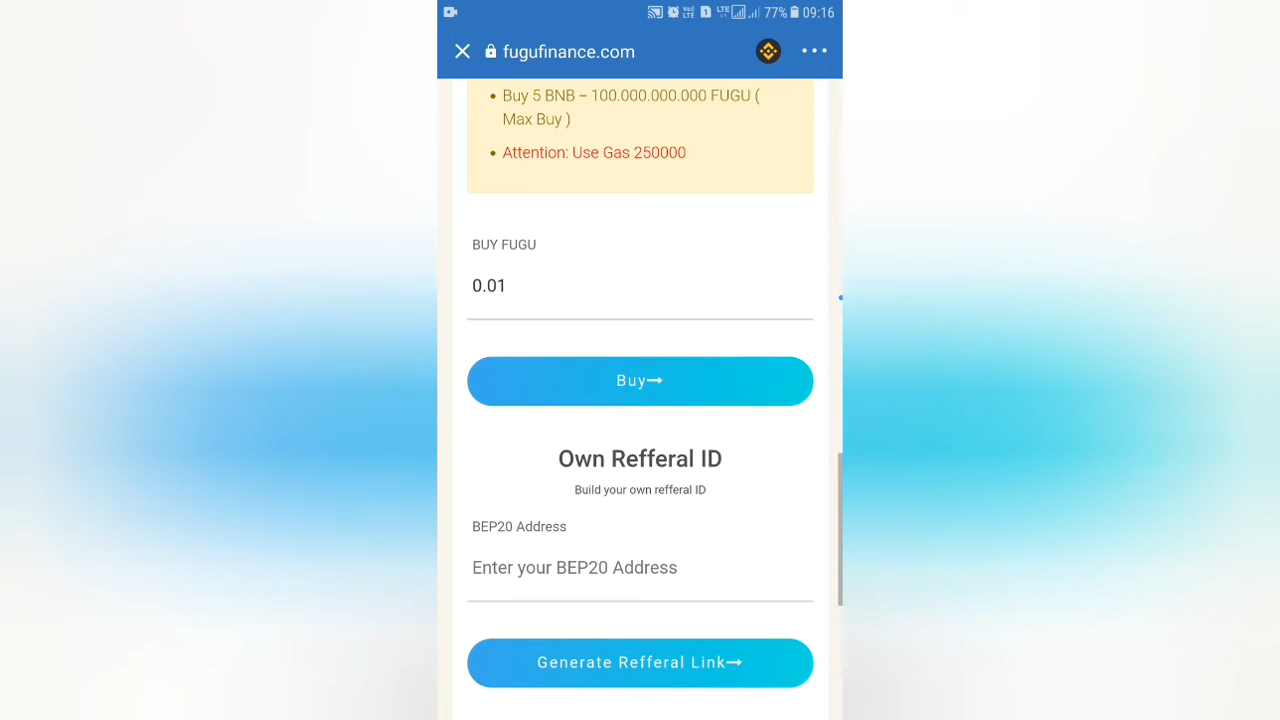 77% 09:16
fugufinance.com
Buy 5 BNB – 100.000.000.000 FUGU (
Max Buy )
Attention: Use Gas 250000
BUY FUGU
0.01
Buy
Own Refferal ID
Build your own refferal ID
BEP20 Address
Enter your BEP20 Address
Generate Refferal Link